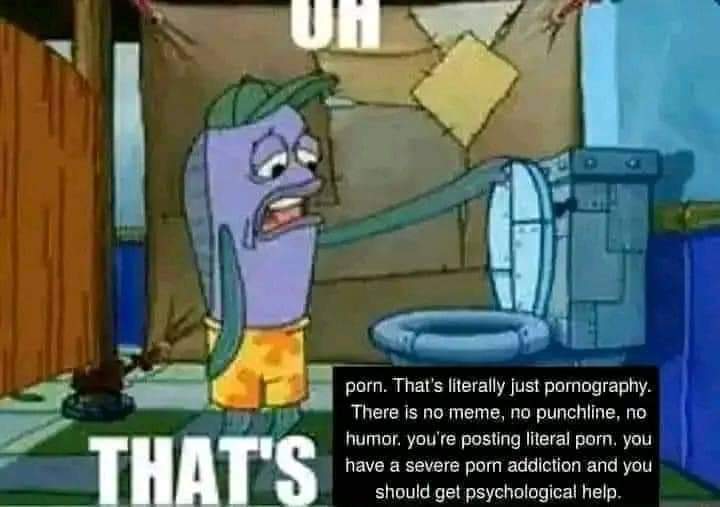 OH
THAT'S
porn. That's literally just pornography.
There is no meme, no punchline, no
humor. you're posting literal porn. you
have a severe porn addiction and you
should get psychological help.